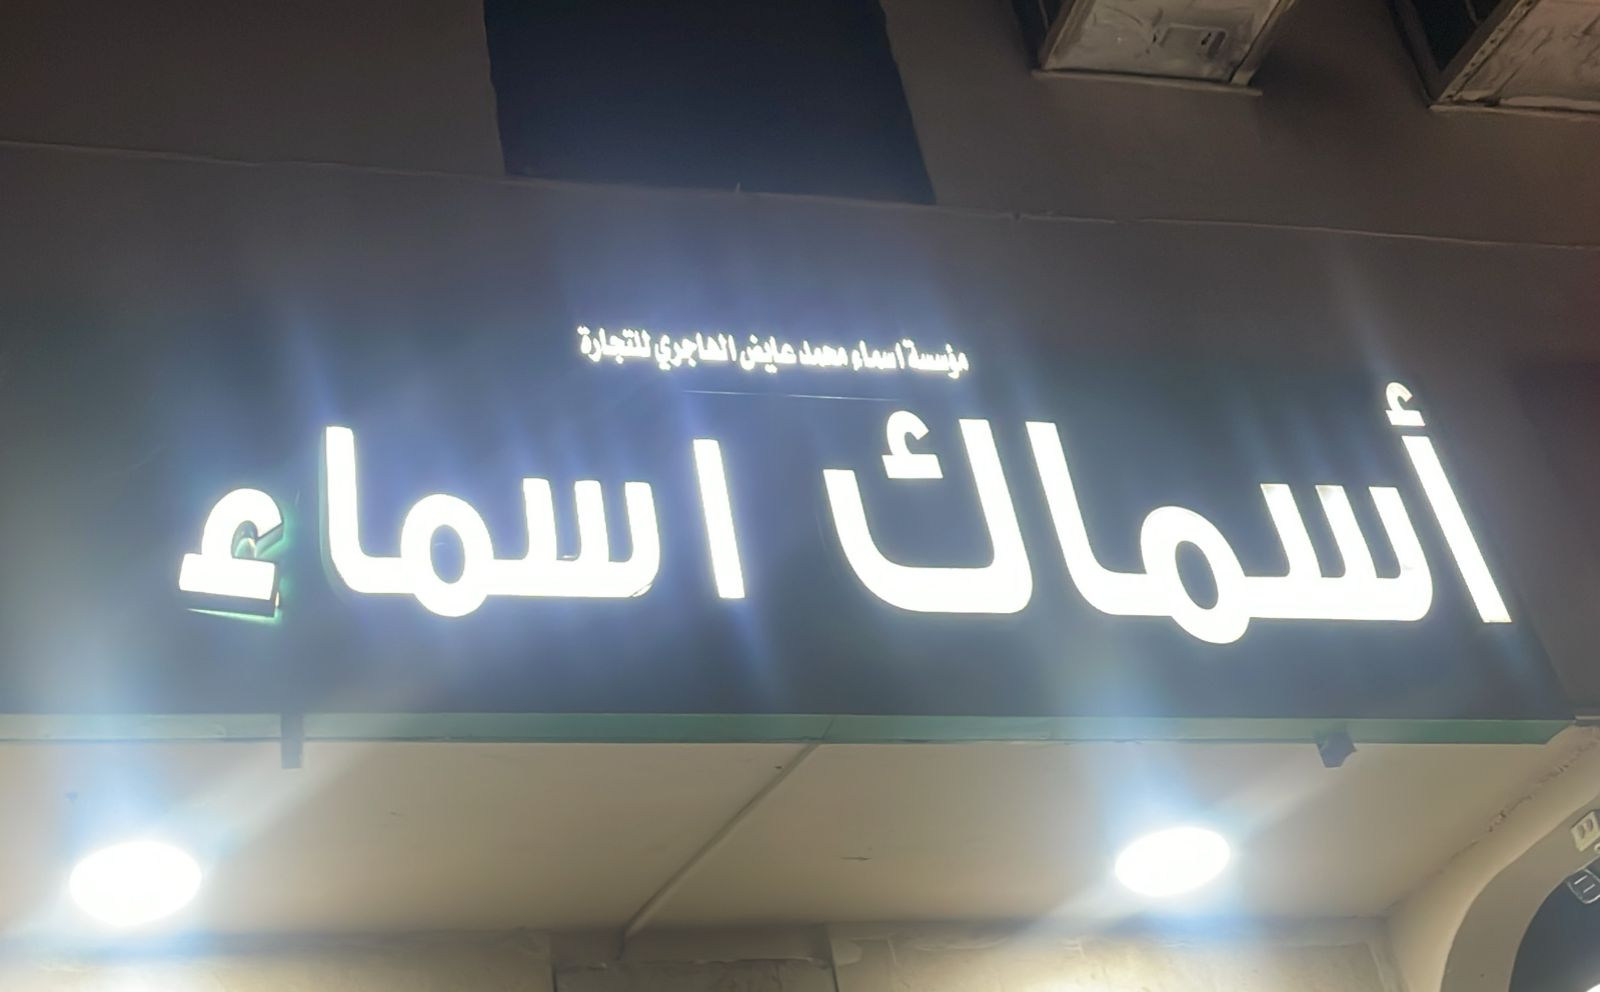 مؤسسة اسماء محمد عايض الهاجري للتجارة
أسماك اسماء